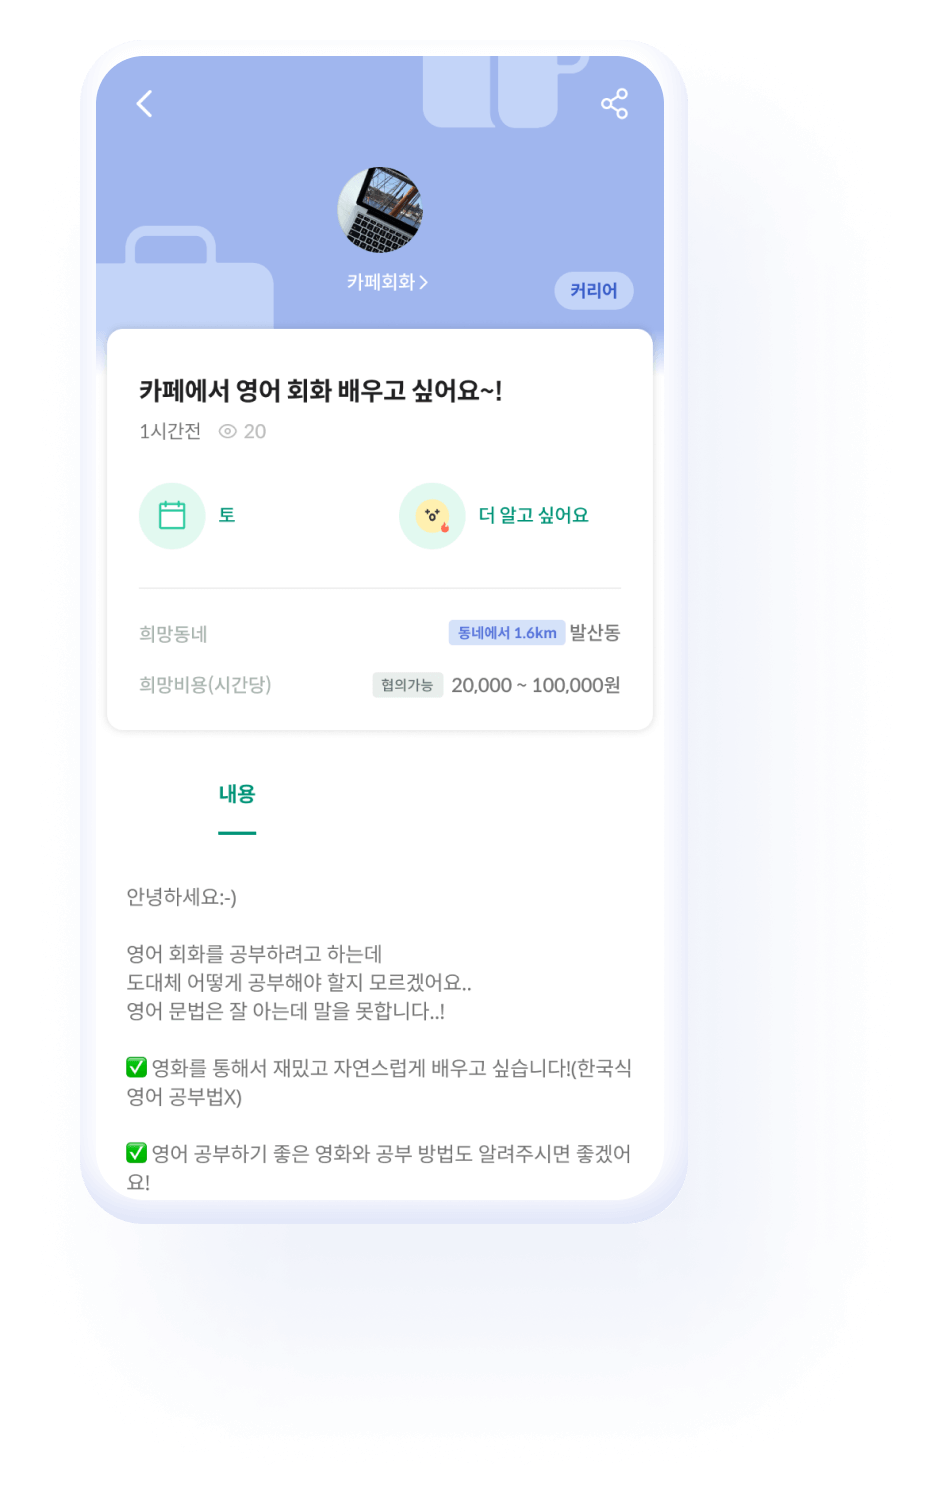 카페회화
커리어
카페에서 영어 회화 배우고 싶어요~!
1시간전 20
토
더 알고 싶어요
희망동네 동네에서 1.6km 발산동
희망비용(시간당) 협의가능 20,000 ~ 100,000원
내용
안녕하세요:-)
영어 회화를 공부하려고 하는데
도대체 어떻게 공부해야 할지 모르겠어요..
영어 문법은 잘 아는데 말을 못합니다..!
✅ 영화를 통해서 재밌고 자연스럽게 배우고 싶습니다!(한국식
영어 공부법X)
✅ 영어 공부하기 좋은 영화와 공부 방법도 알려주시면 좋겠어
요!